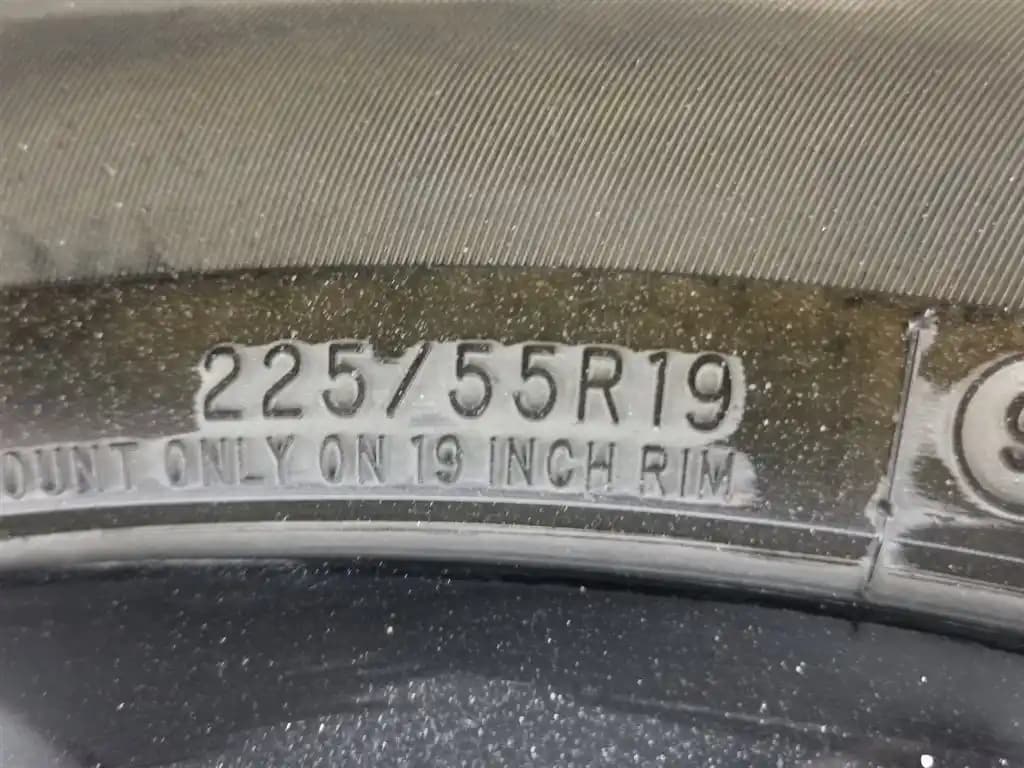 225/55R19
OUNT ONLY ON 19 INCH RIM